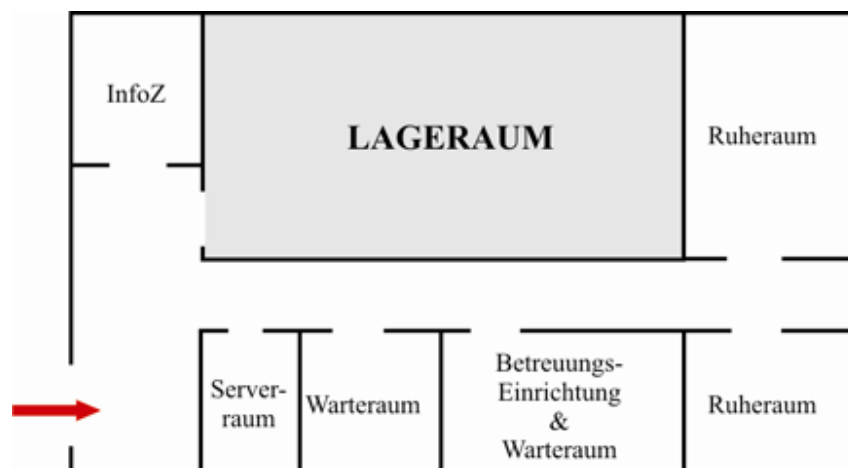 InfoZ
LAGERAUM
Ruheraum
Server-
raum
Warteraum
Betreuungs-
Einrichtung
&
Warteraum
Ruheraum